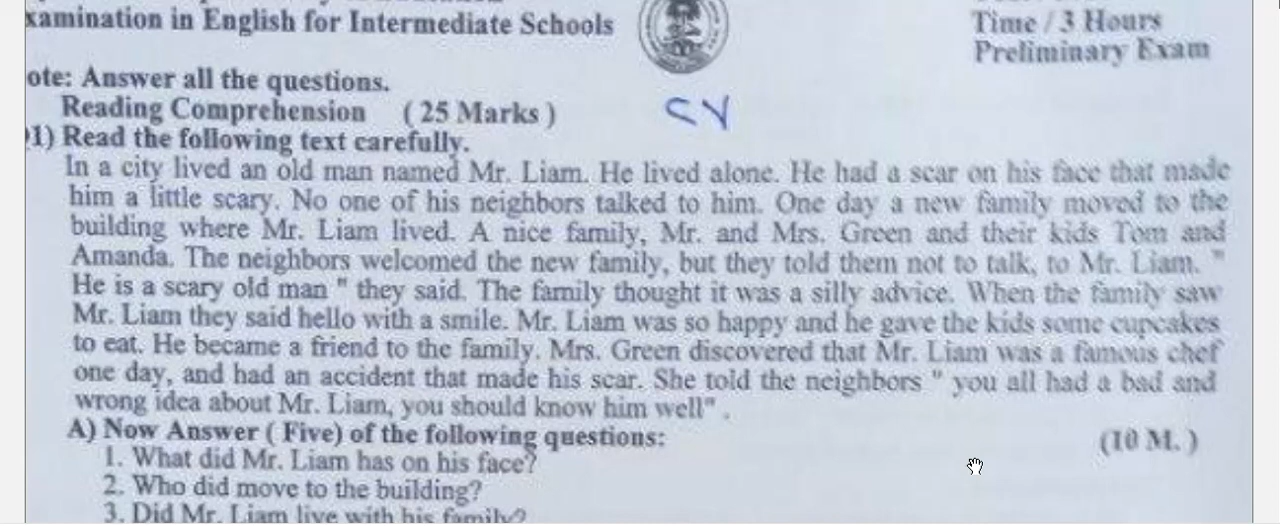 xamination in English for Intermediate Schools
Time / 3 Hours
Preliminary Exam
ote: Answer all the questions.
Reading Comprehension ( 25 Marks )
1) Read the following text carefully.
In a city lived an old man named Mr. Liam. He lived alone. He had a scar on his face that made
him a little scary. No one of his neighbors talked to him. One day a new family moved to the
building where Mr. Liam lived. A nice family, Mr. and Mrs. Green and their kids Tom and
Amanda. The neighbors welcomed the new family, but they told them not to talk, to Mr. Liam. "
He is a scary old man " they said. The family thought it was a silly advice. When the family saw
Mr. Liam they said hello with a smile. Mr. Liam was so happy and he gave the kids some cupcakes
to eat. He became a friend to the family. Mrs. Green discovered that Mr. Liam was a famous chef
one day, and had an accident that made his scar. She told the neighbors " you all had a bad and
wrong idea about Mr. Liam, you should know him well" .
A) Now Answer ( Five) of the following questions:
(10 M. )
1. What did Mr. Liam has on his face?
2. Who did move to the building?
3. Did Mr. Liam live with his family?